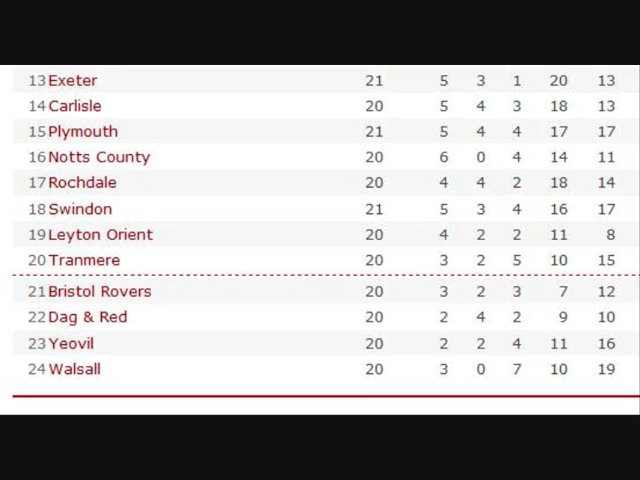 13 Exeter 21 5 3 1 20 13
14 Carlisle 20 5 4 3 18 13
15 Plymouth 21 5 4 4 17 17
16 Notts County 20 6 0 4 14 11
17 Rochdale 20 4 4 2 18 14
18 Swindon 21 5 3 4 16 17
19 Leyton Orient 20 4 2 2 11 8
20 Tranmere 20 3 2 5 10 15
21 Bristol Rovers 20 3 2 3 7 12
22 Dag & Red 20 2 4 2 9 10
23 Yeovil 20 2 2 4 11 16
24 Walsall 20 3 0 7 10 19